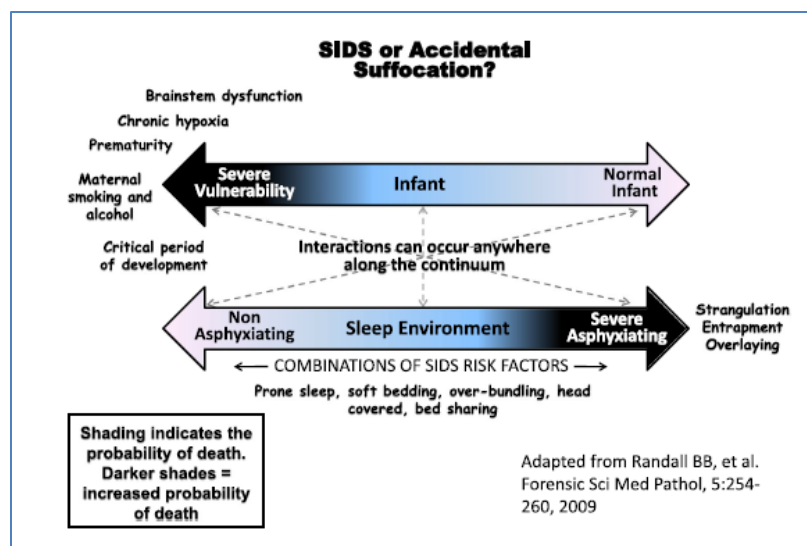 SIDS or Accidental
Suffocation?
Brainstem dysfunction
Chronic hypoxia
Prematurity
Maternal
smoking and
alcohol
Critical period
of development
Severe
Vulnerability
Infant
Normal
Infant
Interactions can occur anywhere
along the continuum
Non
Asphyxiating
Sleep Environment
Severe
Asphyxiating
Strangulation
Entrapment
Overlaying
COMBINATIONS OF SIDS RISK FACTORS
Prone sleep, soft bedding, over-bundling, head
covered, bed sharing
Shading indicates the
probability of death.
Darker shades =
increased probability
of death
Adapted from Randall BB, et al.
Forensic Sci Med Pathol, 5:254-
260, 2009